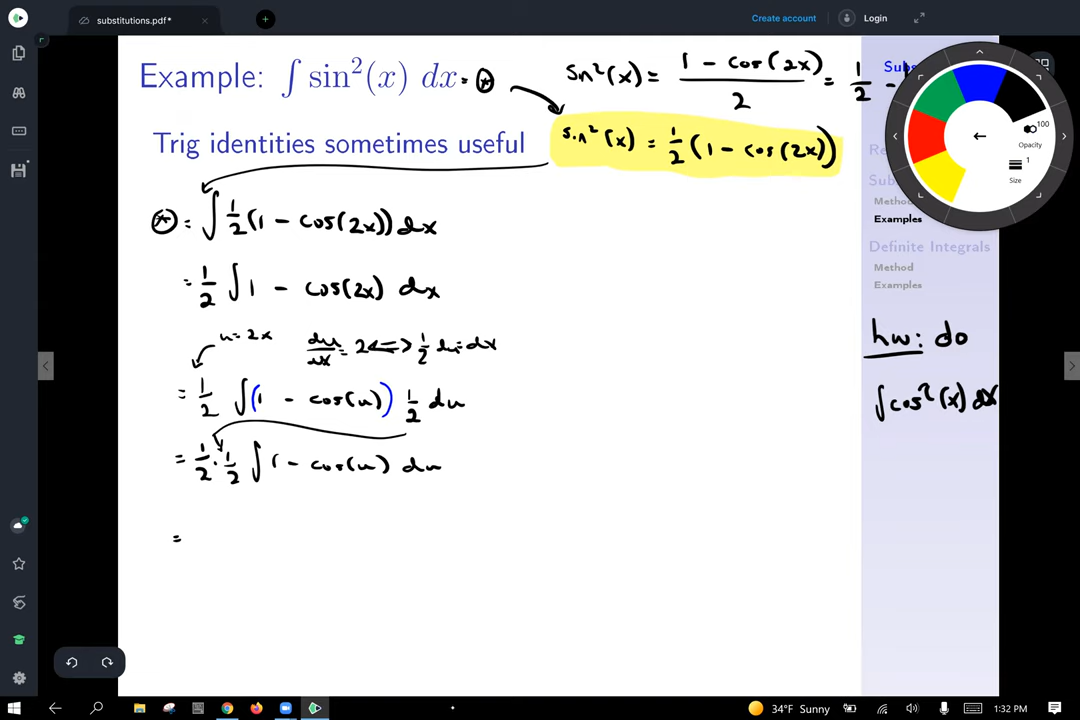 substitutions.pdf*
Create account
Login
Example: ∫ sin²(x) dx = ⊛
sin²(x) = (1 - cos(2x))/2 = 1/2 -
Trig identities sometimes useful
sin²(x) = 1/2 (1 - cos(2x))
⊛ = ∫ 1/2 (1 - cos(2x)) dx
= 1/2 ∫ 1 - cos(2x) dx
u = 2x du/dx = 2 <=> 1/2 du = dx
= 1/2 ∫ (1 - cos(u)) 1/2 du
= 1/2 · 1/2 ∫ 1 - cos(u) du
=
100
Opacity
1
Size
Examples
Definite Integrals
Method
Examples
hw: do
∫ cos²(x) dx
34°F Sunny
1:32 PM